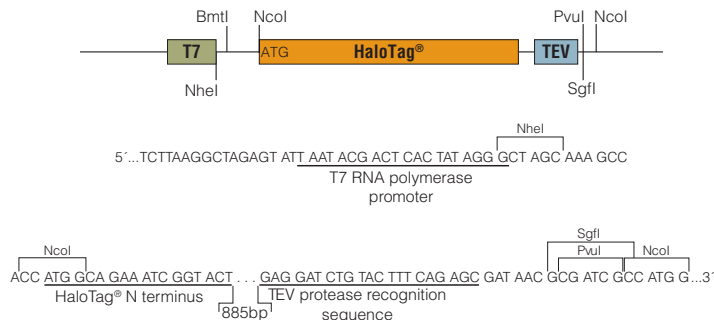 BmtI NcoI PvuI NcoI
T7 ATG HaloTag® TEV
NheI SgfI
NheI
5´...TCTTAAGGCTAGAGT ATT AAT ACG ACT CAC TAT AGG GCT AGC AAA GCC
T7 RNA polymerase
promoter
SgfI
NcoI PvuI NcoI
ACC ATG GCA GAA ATC GGT ACT . . . GAG GAT CTG TAC TTT CAG AGC GAT AAC GCG ATC GCC ATG G...3´
HaloTag® N terminus TEV protease recognition
885bp sequence